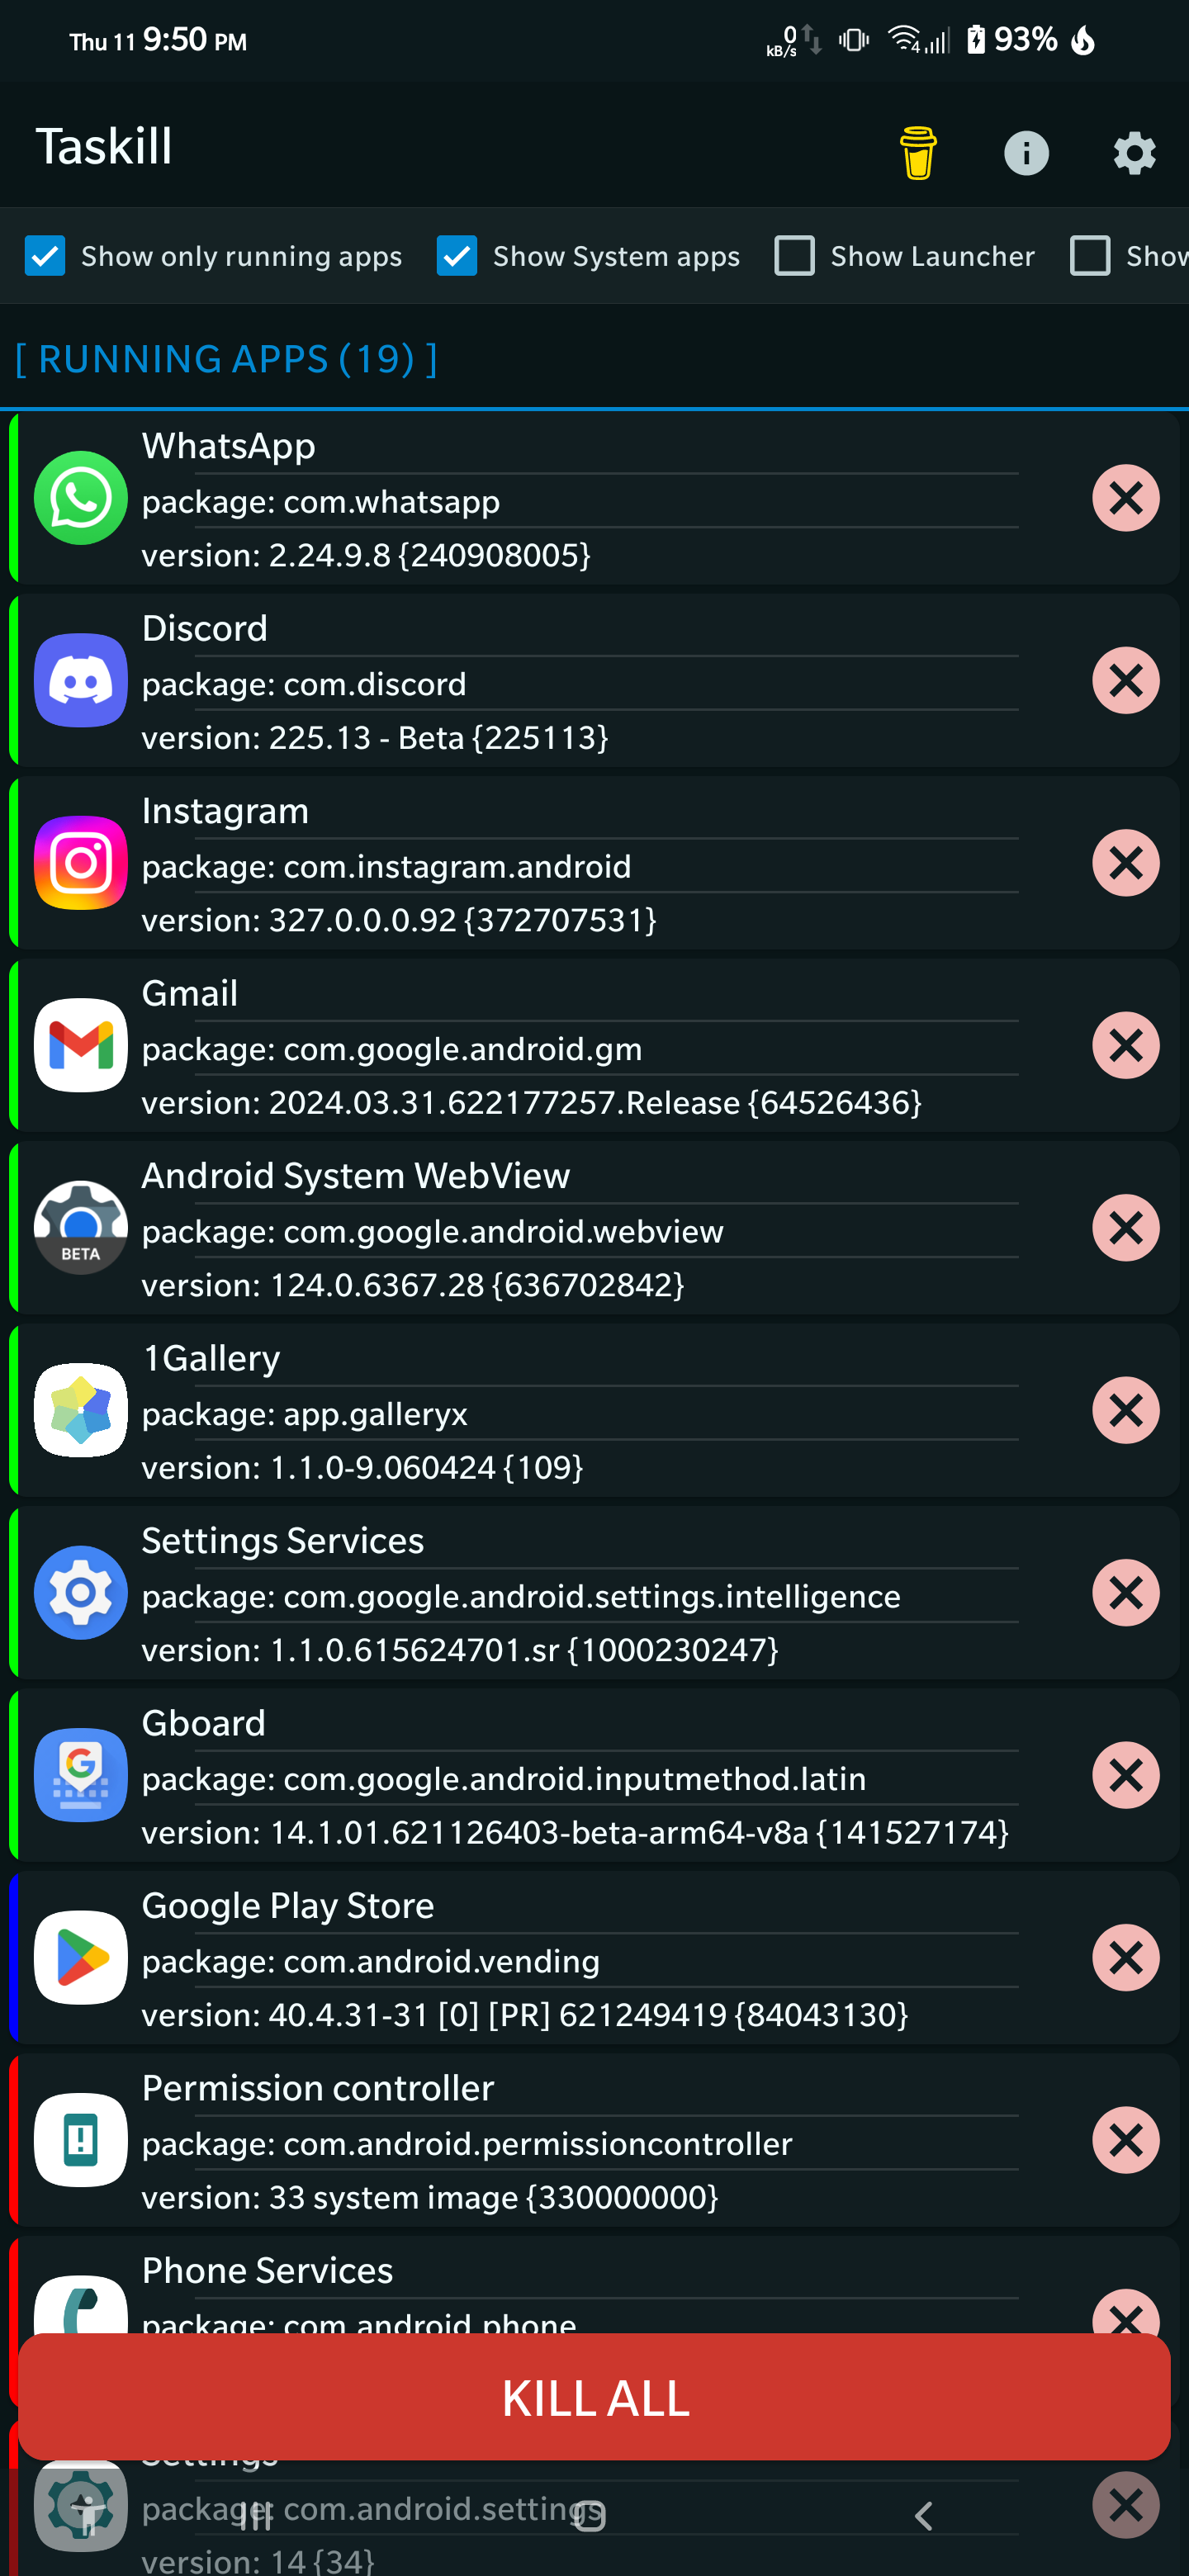 Thu 11 9:50 PM
0 kB/s 4 93%
Taskill
Show only running apps Show System apps Show Launcher Show
[ RUNNING APPS (19) ]
WhatsApp
package: com.whatsapp
version: 2.24.9.8 {240908005}
Discord
package: com.discord
version: 225.13 - Beta {225113}
Instagram
package: com.instagram.android
version: 327.0.0.0.92 {372707531}
Gmail
package: com.google.android.gm
version: 2024.03.31.622177257.Release {64526436}
Android System WebView
package: com.google.android.webview
BETA
version: 124.0.6367.28 {636702842}
1Gallery
package: app.galleryx
version: 1.1.0-9.060424 {109}
Settings Services
package: com.google.android.settings.intelligence
version: 1.1.0.615624701.sr {1000230247}
Gboard
package: com.google.android.inputmethod.latin
version: 14.1.01.621126403-beta-arm64-v8a {141527174}
Google Play Store
package: com.android.vending
version: 40.4.31-31 [0] [PR] 621249419 {84043130}
Permission controller
package: com.android.permissioncontroller
version: 33 system image {330000000}
Phone Services
package: com.android.phone
KILL ALL
Settings
package: com.android.settings
version: 14 {34}